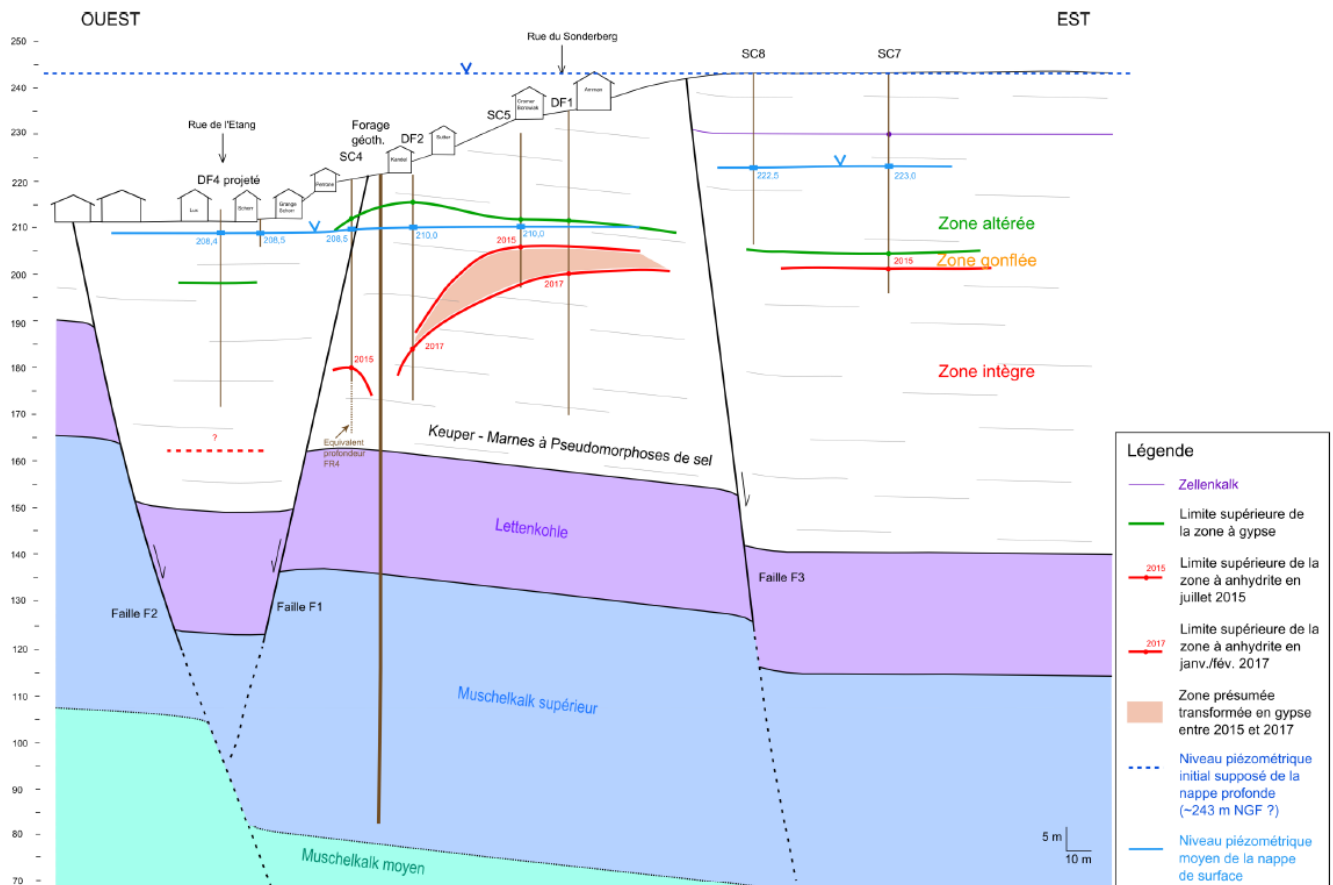 OUEST
EST
Rue du Sonderberg
SC8
SC7
250
240
230
220
210
200
190
180
170
160
150
140
130
120
110
100
90
80
70
Rue de l'Etang
DF4 projeté
Forage
géoth.
SC4
DF2
SC5
DF1
Lux
Scherrr
Grange
Scherr
Sutter
208,4
208,5
208,5
210,0
210,0
222,5
223,0
2015
2017
2017
2015
2015
?
Equivalent
profondeur
FR4
Zone altérée
Zone gonflée
Zone intègre
Keuper - Marnes à Pseudomorphoses de sel
Lettenkohle
Muschelkalk supérieur
Muschelkalk moyen
Faille F2
Faille F1
Faille F3
5 m
10 m
Légende
Zellenkalk
Limite supérieure de
la zone à gypse
2015
Limite supérieure de la
zone à anhydrite en
juillet 2015
2017
Limite supérieure de la
zone à anhydrite en
janv./fév. 2017
Zone présumée
transformée en gypse
entre 2015 et 2017
Niveau piézométrique
initial supposé de la
nappe profonde
(~243 m NGF ?)
Niveau piézométrique
moyen de la nappe
de surface